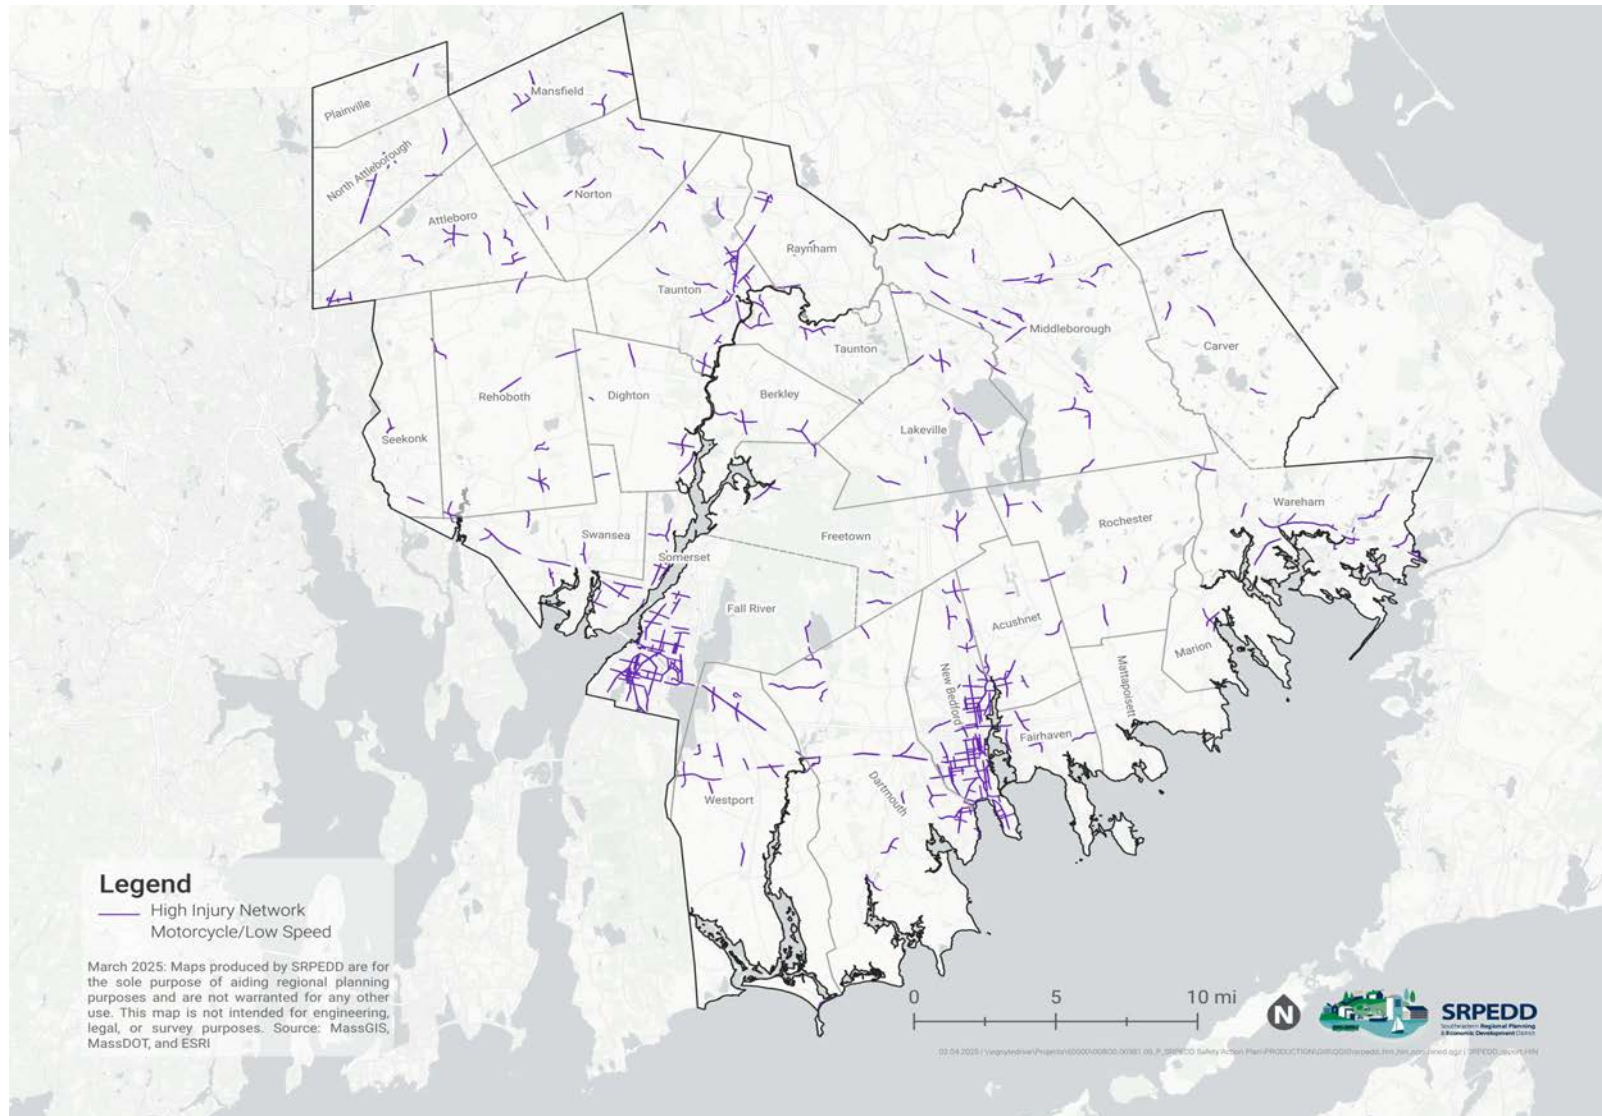 Plainville
Mansfield
North Attleborough
Norton
Attleboro
Raynham
Taunton
Middleborough
Taunton
Carver
Rehoboth
Dighton
Berkley
Seekonk
Lakeville
Wareham
Rochester
Swansea
Freetown
Somerset
Fall River
Acushnet
Marion
New Bedford
Mattapoisett
Fairhaven
Dartmouth
Westport
Legend
High Injury Network
Motorcycle/Low Speed
March 2025: Maps produced by SRPEDD are for
the sole purpose of aiding regional planning
purposes and are not warranted for any other
use. This map is not intended for engineering,
legal, or survey purposes. Source: MassGIS,
MassDOT, and ESRI
0 5 10 mi
N
SRPEDD
Southeastern Regional Planning
& Economic Development District